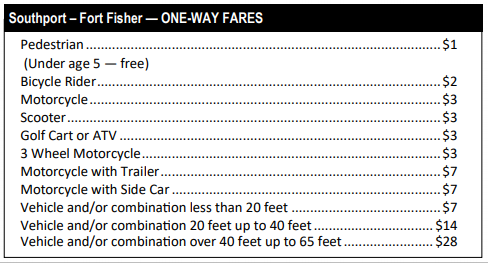 Southport – Fort Fisher — ONE-WAY FARES
Pedestrian ........ $1
(Under age 5 — free)
Bicycle Rider ........ $2
Motorcycle ........ $3
Scooter ........ $3
Golf Cart or ATV ........ $3
3 Wheel Motorcycle ........ $3
Motorcycle with Trailer ........ $7
Motorcycle with Side Car ........ $7
Vehicle and/or combination less than 20 feet ........ $7
Vehicle and/or combination 20 feet up to 40 feet ........ $14
Vehicle and/or combination over 40 feet up to 65 feet ........ $28